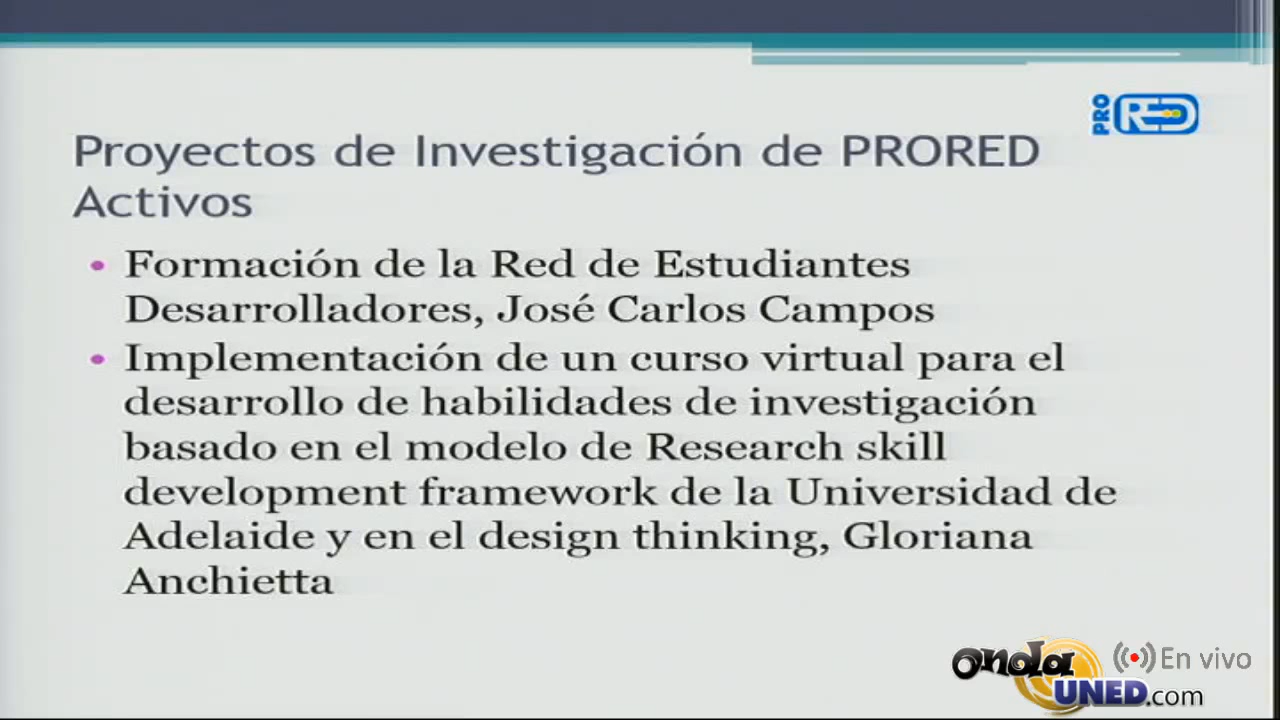 PRO RED
Proyectos de Investigación de PRORED
Activos
• Formación de la Red de Estudiantes
Desarrolladores, José Carlos Campos
• Implementación de un curso virtual para el
desarrollo de habilidades de investigación
basado en el modelo de Research skill
development framework de la Universidad de
Adelaide y en el design thinking, Gloriana
Anchietta
onda UNED.com
En vivo